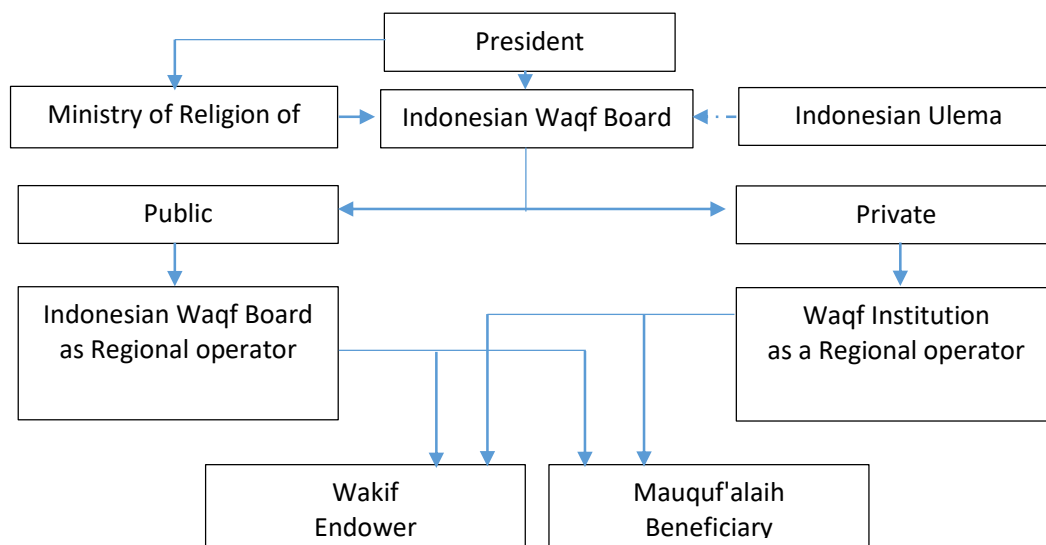 President
Ministry of Religion of
Indonesian Waqf Board
Indonesian Ulema
Public
Private
Indonesian Waqf Board
as Regional operator
Waqf Institution
as a Regional operator
Wakif
Endower
Mauquf'alaih
Beneficiary